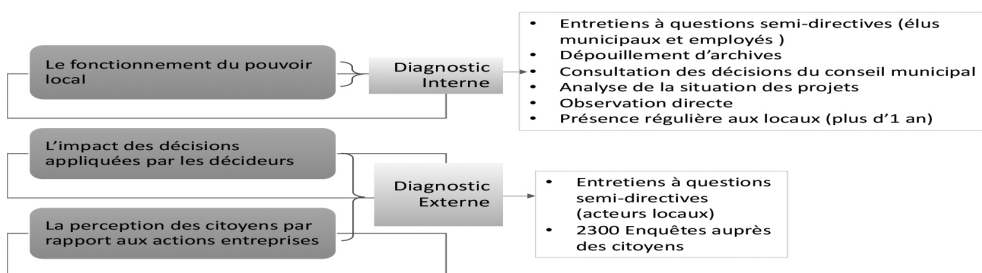 Le fonctionnement du pouvoir
local
Diagnostic
Interne
• Entretiens à questions semi-directives (élus
municipaux et employés )
• Dépouillement d’archives
• Consultation des décisions du conseil municipal
• Analyse de la situation des projets
• Observation directe
• Présence régulière aux locaux (plus d’1 an)
L’impact des décisions
appliquées par les décideurs
La perception des citoyens par
rapport aux actions entreprises
Diagnostic
Externe
• Entretiens à questions
semi-directives
(acteurs locaux)
• 2300 Enquêtes auprès
des citoyens